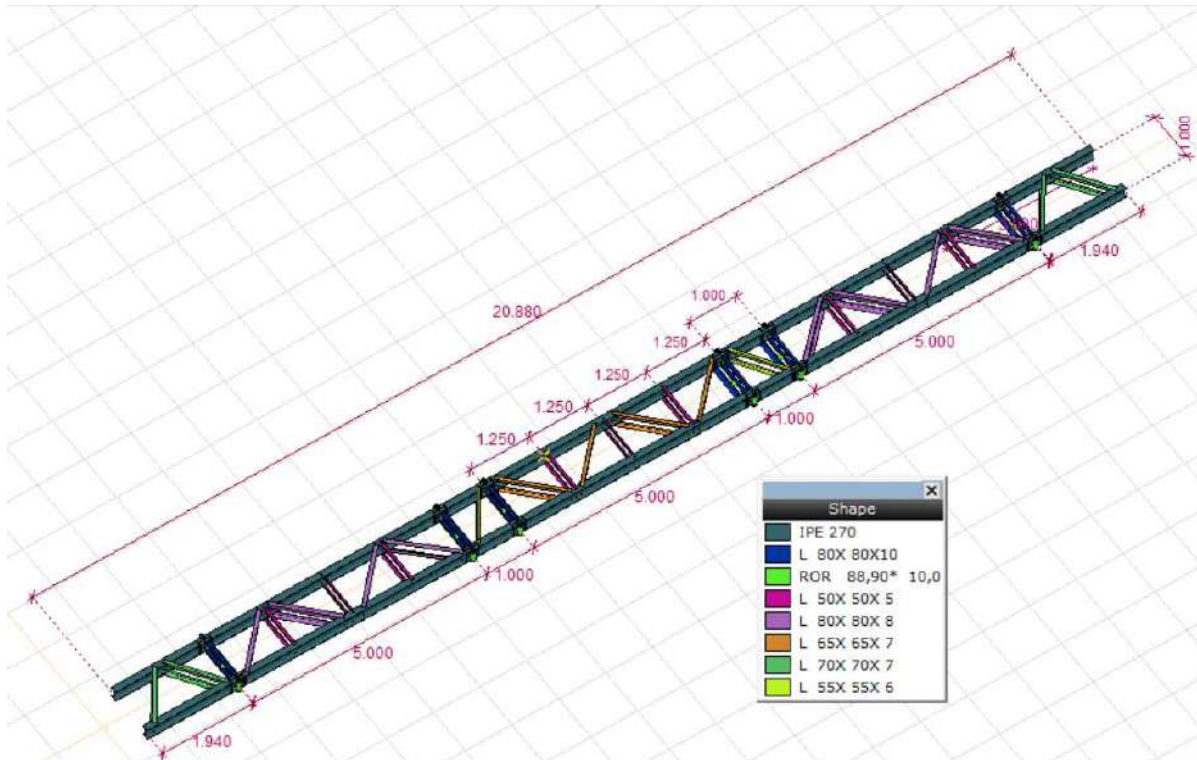 1.000
1.940
20.880
1.000
5.000
1.250
1.250
1.250
1.250
1.000
5.000
1.000
5.000
1.940
Shape
IPE 270
L 80X 80X10
ROR 88,90* 10,0
L 50X 50X 5
L 80X 80X 8
L 65X 65X 7
L 70X 70X 7
L 55X 55X 6